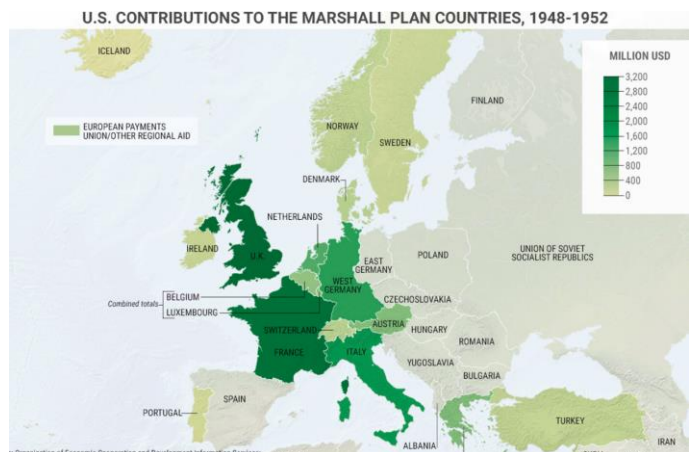 U.S. CONTRIBUTIONS TO THE MARSHALL PLAN COUNTRIES, 1948-1952
ICELAND
MILLION USD
3,200
2,800
2,400
2,000
1,600
1,200
800
400
0
EUROPEAN PAYMENTS
UNION/OTHER REGIONAL AID
FINLAND
NORWAY
SWEDEN
DENMARK
NETHERLANDS
IRELAND
U.K.
EAST
GERMANY
POLAND
UNION OF SOVIET
SOCIALIST REPUBLICS
WEST
GERMANY
BELGIUM
Combined totals
LUXEMBOURG
CZECHOSLOVAKIA
SWITZERLAND
AUSTRIA
HUNGARY
FRANCE
ITALY
ROMANIA
YUGOSLAVIA
BULGARIA
SPAIN
PORTUGAL
ALBANIA
TURKEY
IRAN